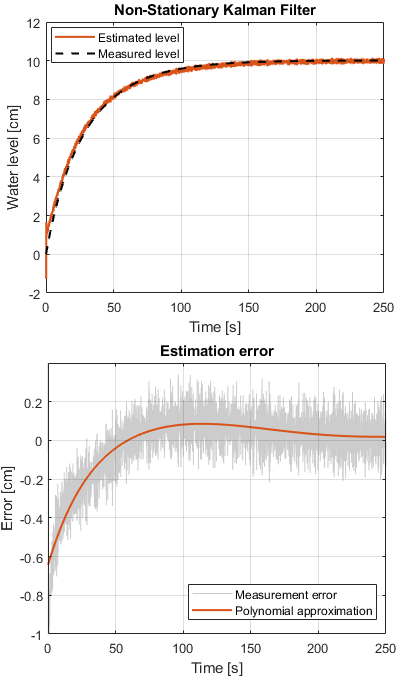 Non-Stationary Kalman Filter
12
10
8
6
4
2
0
-2
Water level [cm]
Estimated level
Measured level
0 50 100 150 200 250
Time [s]
Estimation error
0.2
0
-0.2
-0.4
-0.6
-0.8
-1
Error [cm]
Measurement error
Polynomial approximation
0 50 100 150 200 250
Time [s]